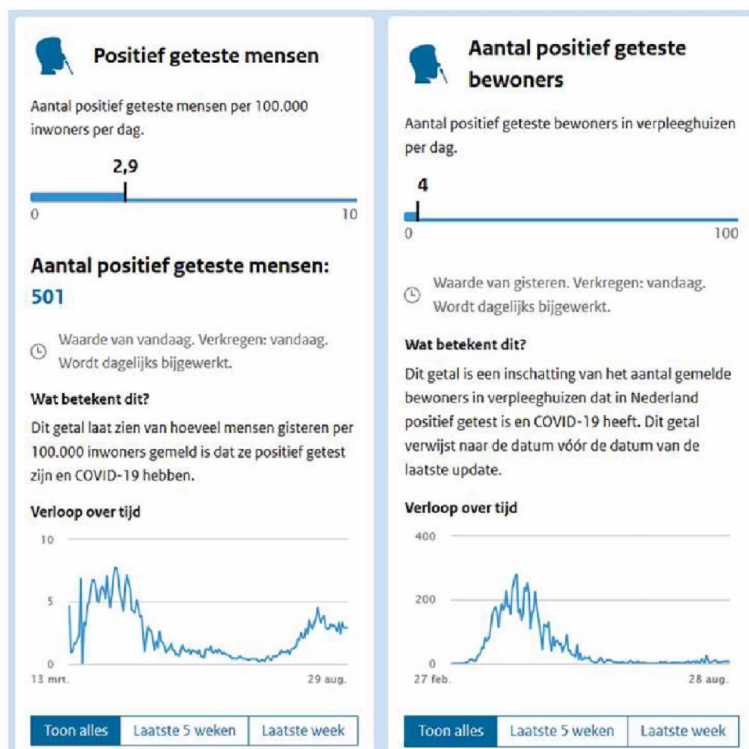 Positief geteste mensen
Aantal positief geteste mensen per 100.000
inwoners per dag.
2,9
0
10
Aantal positief geteste mensen:
501
Waarde van vandaag. Verkregen: vandaag.
Wordt dagelijks bijgewerkt.
Wat betekent dit?
Dit getal laat zien van hoeveel mensen gisteren per
100.000 inwoners gemeld is dat ze positief getest
zijn en COVID-19 hebben.
Verloop over tijd
10
5
0
13 mrt.
29 aug.
Toon alles
Laatste 5 weken
Laatste week
Aantal positief geteste
bewoners
Aantal positief geteste bewoners in verpleeghuizen
per dag.
4
0
100
Waarde van gisteren. Verkregen: vandaag.
Wordt dagelijks bijgewerkt.
Wat betekent dit?
Dit getal is een inschatting van het aantal gemelde
bewoners in verpleeghuizen dat in Nederland
positief getest is en COVID-19 heeft. Dit getal
verwijst naar de datum vóór de datum van de
laatste update.
Verloop over tijd
400
200
0
27 feb.
28 aug.
Toon alles
Laatste 5 weken
Laatste week